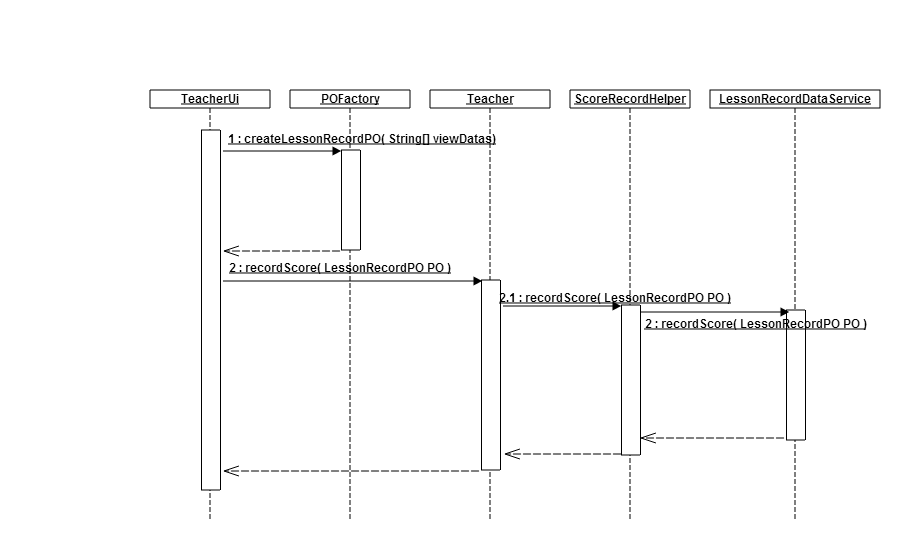 TeacherUi
POFactory
Teacher
ScoreRecordHelper
LessonRecordDataService
1 : createLessonRecordPO( String[] viewDatas)
2 : recordScore( LessonRecordPO PO )
2.1 : recordScore( LessonRecordPO PO )
2 : recordScore( LessonRecordPO PO )